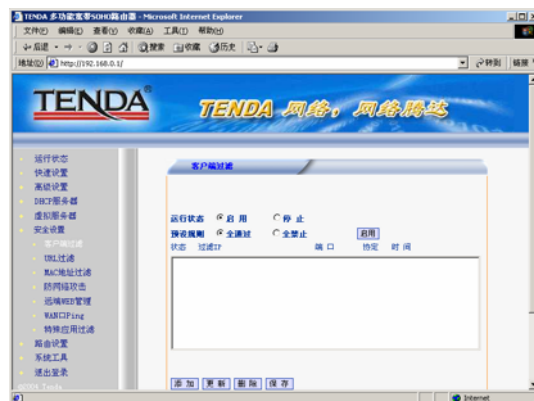 TENDA 多功能宽带SOHO路由器 - Microsoft Internet Explorer
文件(F) 编辑(E) 查看(V) 收藏(A) 工具(T) 帮助(H)
后退 搜索 收藏 历史
地址(D) http://192.168.0.1/ 转到 链接
TENDA®
TENDA 网络,网络腾达
运行状态
快速设置
高级设置
DHCP服务器
虚拟服务器
安全设置
客户端过滤
URL过滤
MAC地址过滤
防网络攻击
远端WEB管理
WAN口Ping
特殊应用过滤
路由设置
系统工具
退出登录
©2004 Tenda
客户端过滤
运行状态 启 用 停 止
预设规则 全通过 全禁止 启用
状态 过滤IP 端 口 协定 时 间
添 加 更 新 删 除 保 存
Internet